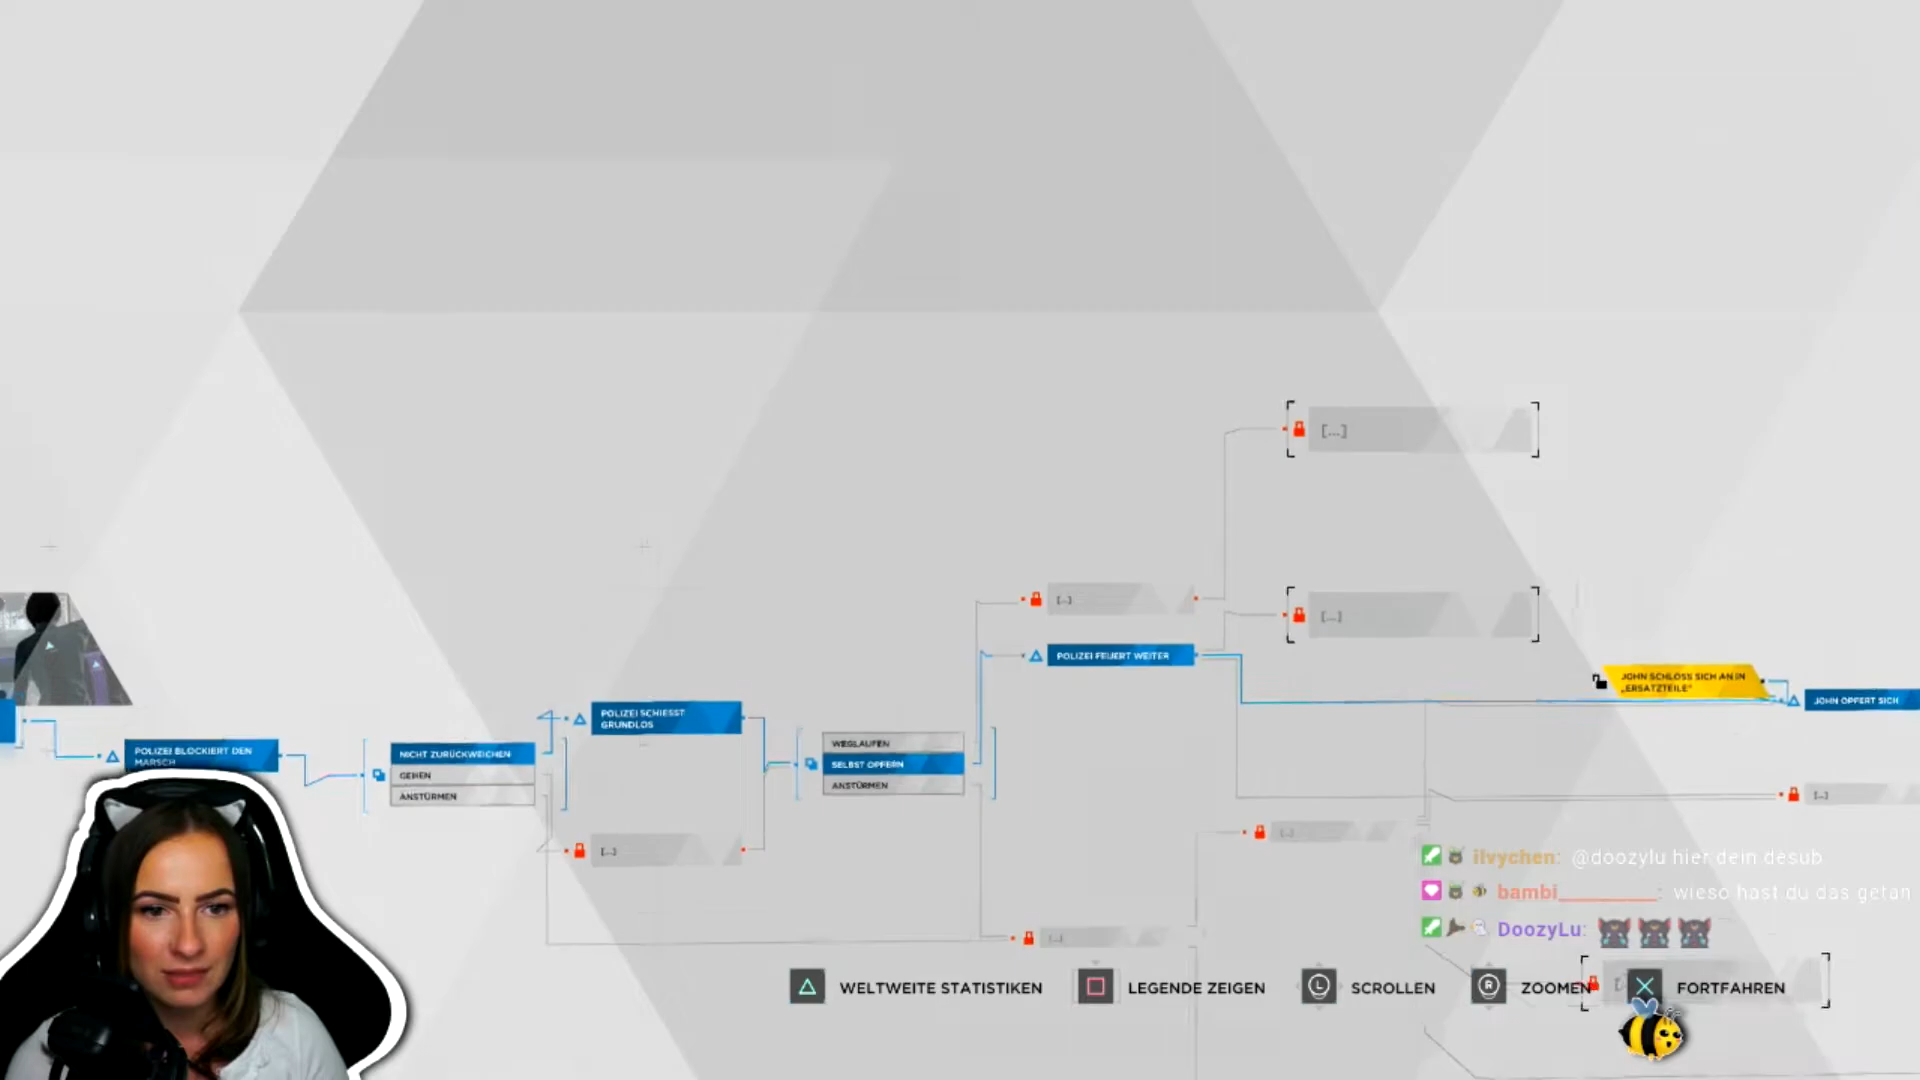 [...]
[...]
[...]
POLIZEI FEUERT WEITER
JOHN SCHLOSS SICH AN IN
„ERSATZTEILE"
JOHN OPFERT SICH
POLIZEI SCHIESST
GRUNDLOS
POLIZEI BLOCKIERT DEN
MARSCH
NICHT ZURÜCKWEICHEN
GEHEN
ANSTÜRMEN
WEGLAUFEN
SELBST OPFERN
ANSTÜRMEN
[...]
[...]
[...]
[...]
ilvychen: @doozylu hier dein desub
bambi__________: wieso hast du das getan
DoozyLu:
WELTWEITE STATISTIKEN
LEGENDE ZEIGEN
L SCROLLEN
R ZOOMEN
FORTFAHREN